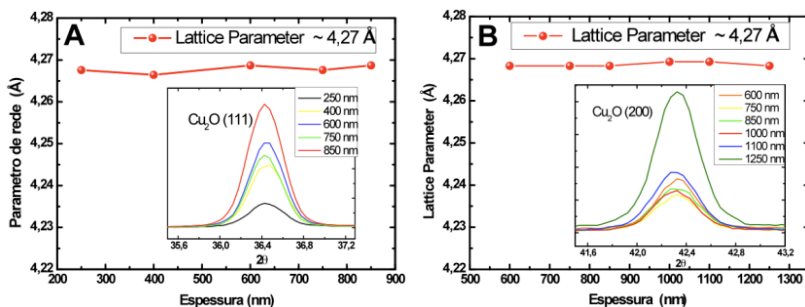 A
Lattice Parameter ~ 4,27 Å
4,28
4,27
4,26
4,25
4,24
4,23
4,22
Parametro de rede (Å)
Cu2O (111)
250 nm
400 nm
600 nm
750 nm
850 nm
35,6 36,0 36,4 36,8 37,2
2θ
200 300 400 500 600 700 800 900
Espessura (nm)
B
Lattice Parameter ~ 4,27 Å
4,28
4,27
4,26
4,25
4,24
4,23
4,22
Lattice Parameter (Å)
Cu2O (200)
600 nm
750 nm
850 nm
1000 nm
1100 nm
1250 nm
41,6 42,0 42,4 42,8 43,2
2θ
500 600 700 800 900 1000 1100 1200 1300
Espessura (nm)